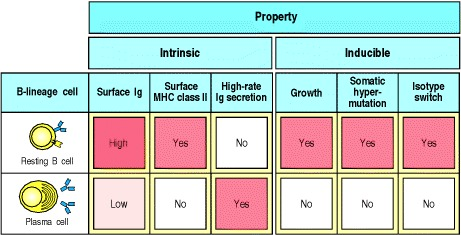 Property
Intrinsic
Inducible
B-lineage cell
Surface Ig
Surface
MHC class II
High-rate
Ig secretion
Growth
Somatic
hyper-
mutation
Isotype
switch
Resting B cell
High
Yes
No
Yes
Yes
Yes
Plasma cell
Low
No
Yes
No
No
No